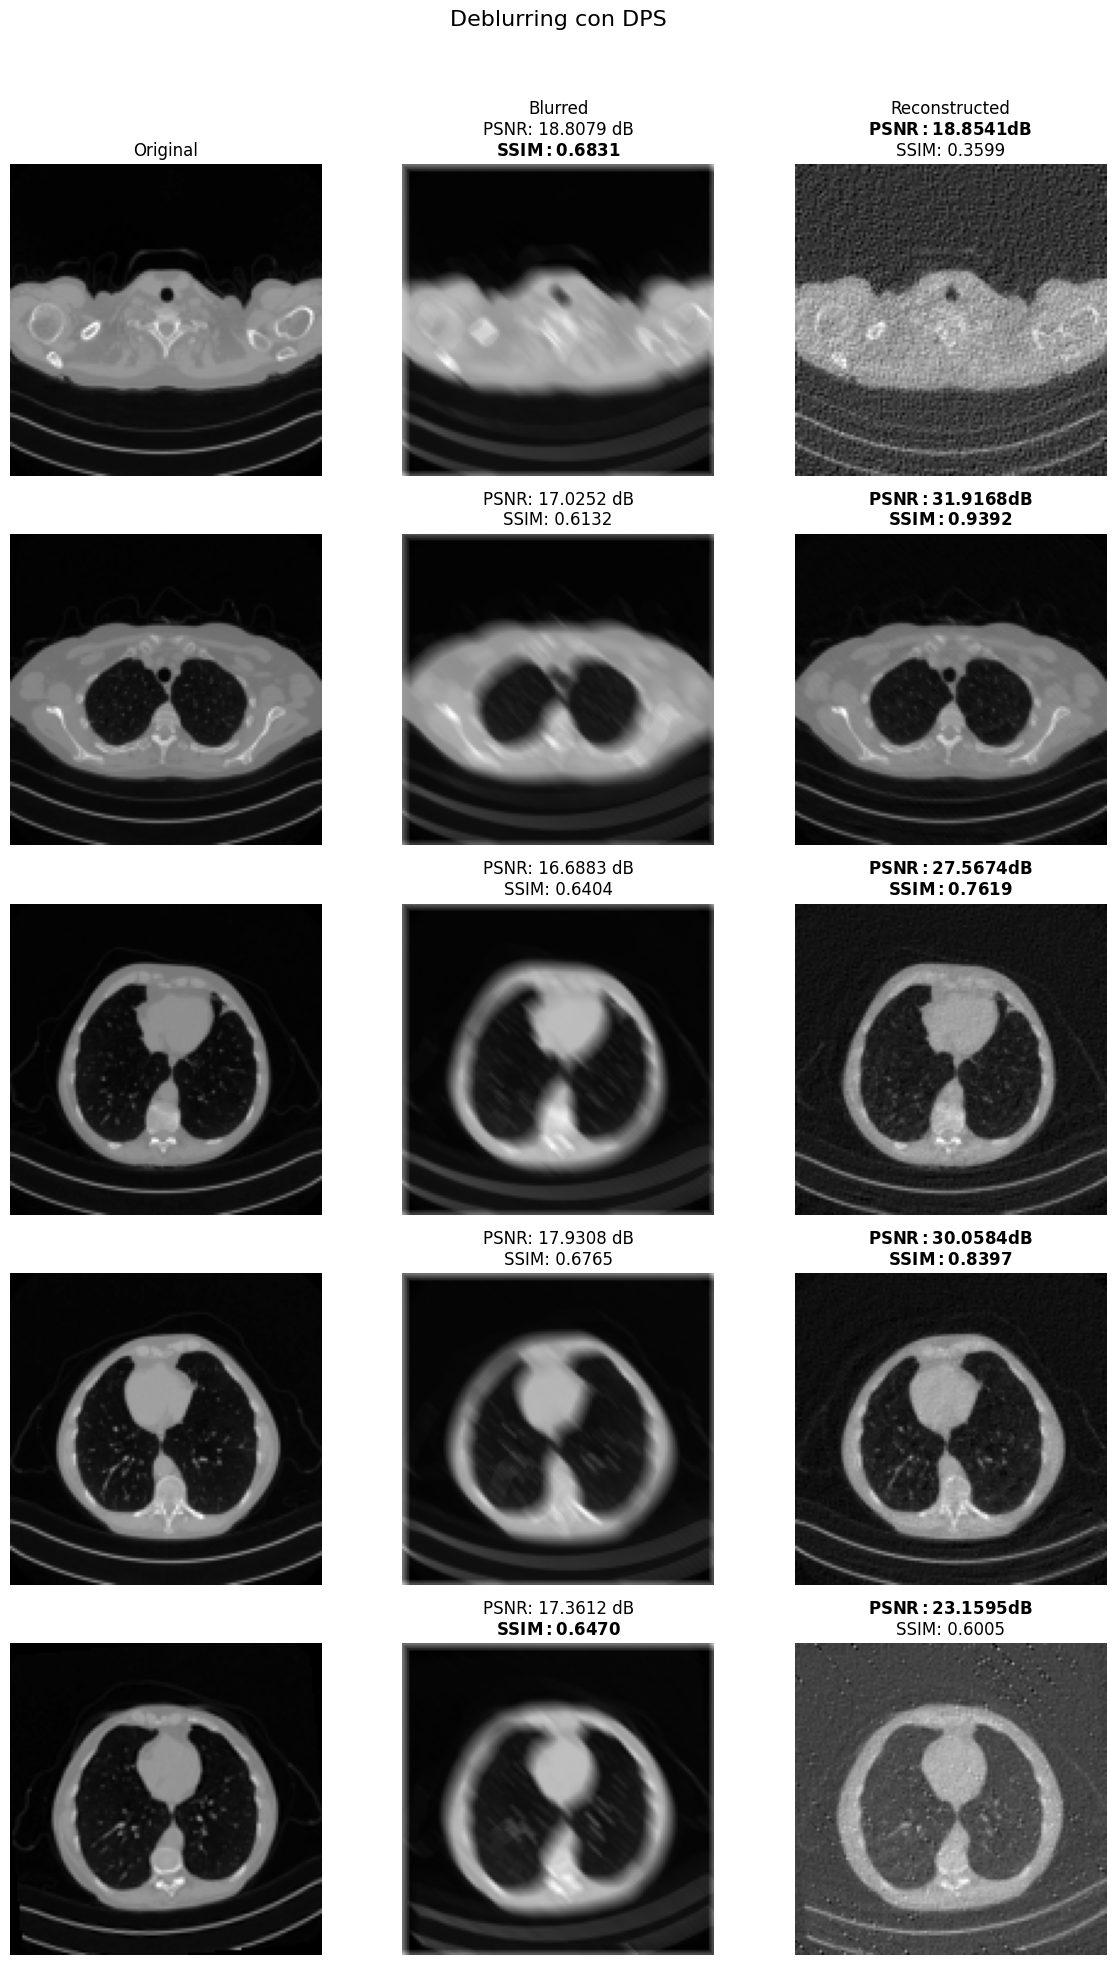 Deblurring con DPS
Original
Blurred
PSNR: 18.8079 dB
SSIM: 0.6831
Reconstructed
PSNR: 18.8541dB
SSIM: 0.3599
PSNR: 17.0252 dB
SSIM: 0.6132
PSNR: 31.9168dB
SSIM: 0.9392
PSNR: 16.6883 dB
SSIM: 0.6404
PSNR: 27.5674dB
SSIM: 0.7619
PSNR: 17.9308 dB
SSIM: 0.6765
PSNR: 30.0584dB
SSIM: 0.8397
PSNR: 17.3612 dB
SSIM: 0.6470
PSNR: 23.1595dB
SSIM: 0.6005